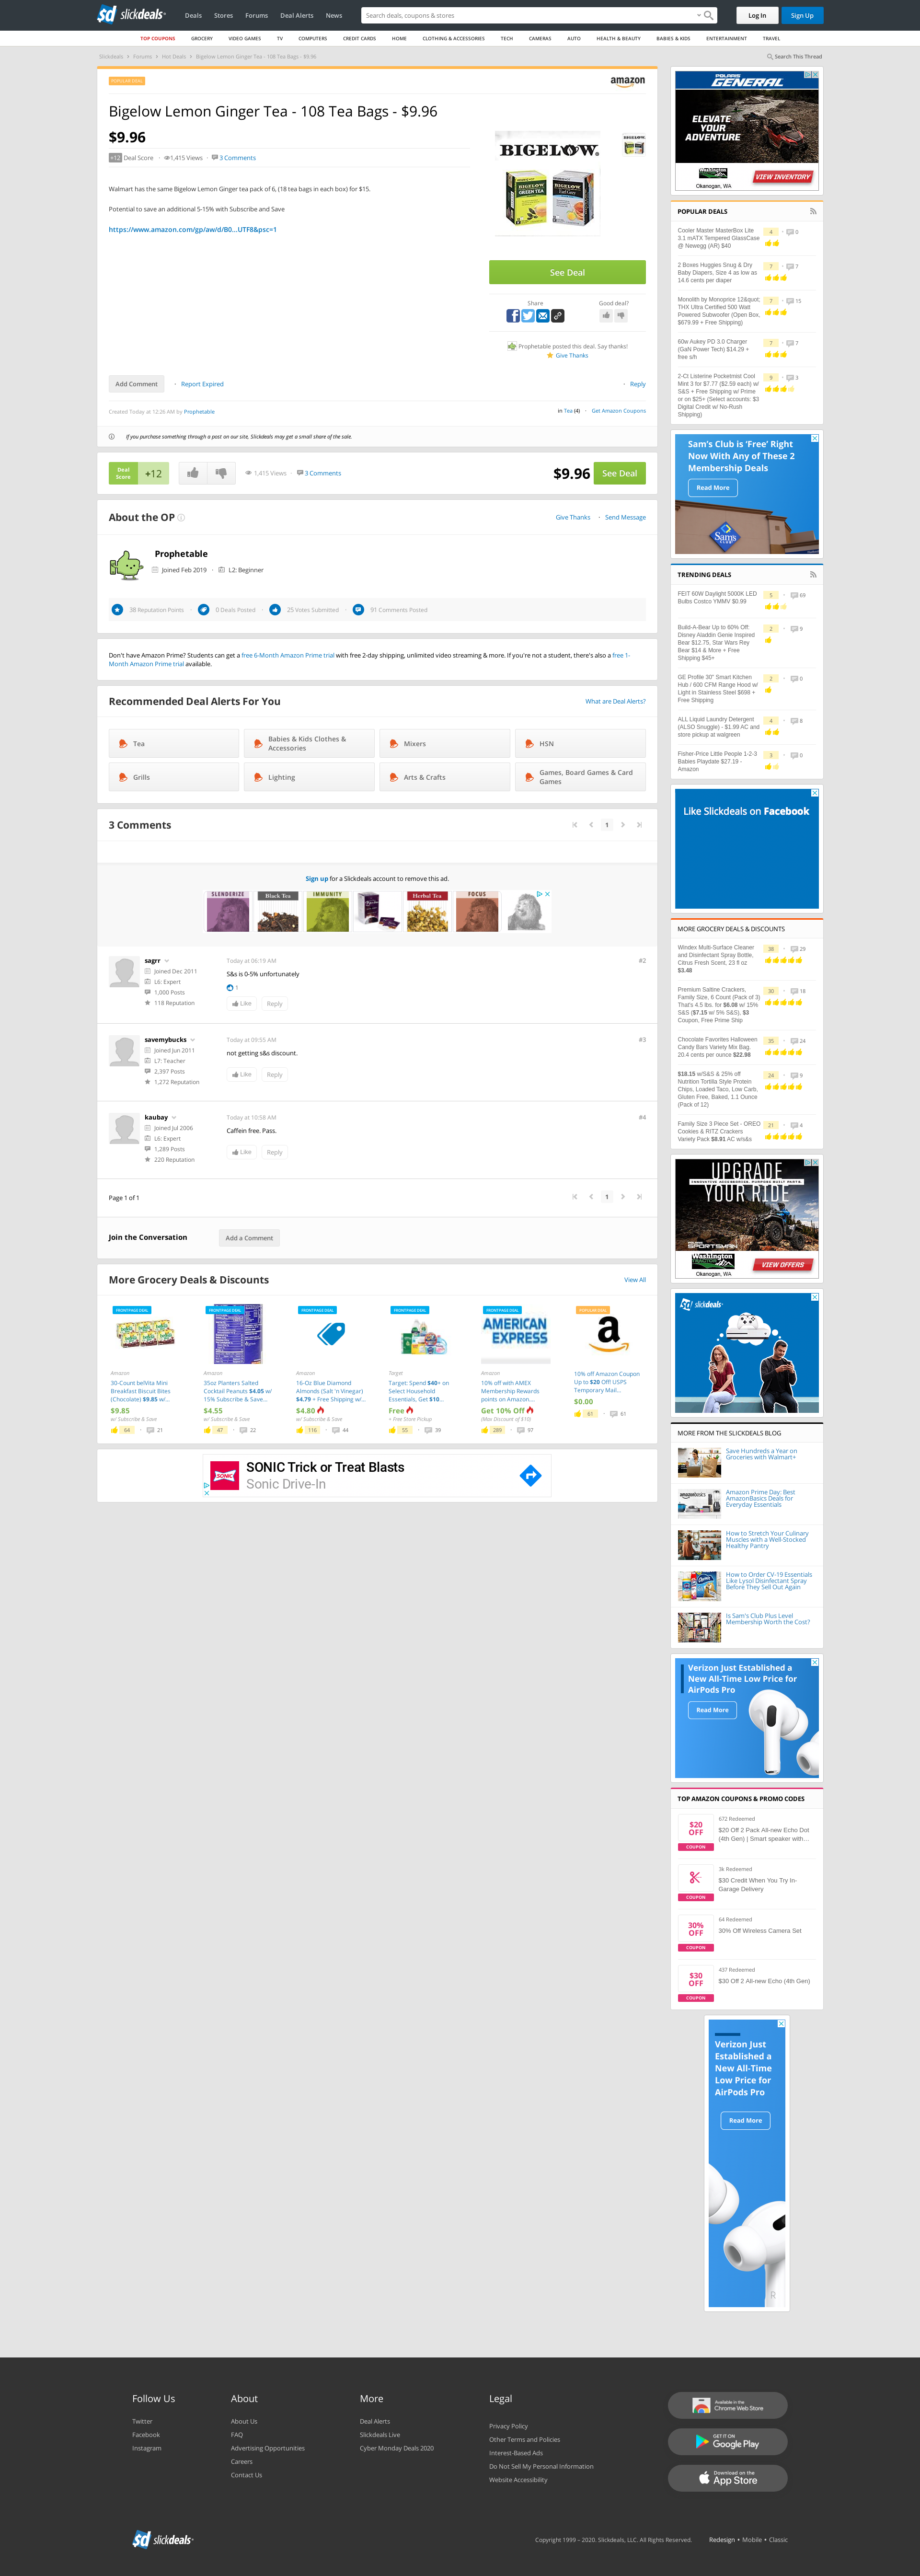 slickdeals
Deals Stores Forums Deal Alerts News
Search deals, coupons & stores
Log In
Sign Up
TOP COUPONS GROCERY VIDEO GAMES TV COMPUTERS CREDIT CARDS HOME CLOTHING & ACCESSORIES TECH CAMERAS AUTO HEALTH & BEAUTY BABIES & KIDS ENTERTAINMENT TRAVEL
Slickdeals > Forums > Hot Deals > Bigelow Lemon Ginger Tea - 108 Tea Bags - $9.96
Search This Thread
POPULAR DEAL
amazon
Bigelow Lemon Ginger Tea - 108 Tea Bags - $9.96
$9.96
+12 Deal Score 1,415 Views 3 Comments
Walmart has the same Bigelow Lemon Ginger tea pack of 6, (18 tea bags in each box) for $15.
Potential to save an additional 5-15% with Subscribe and Save
https://www.amazon.com/gp/aw/d/B0...UTF8&psc=1
BIGELOW
See Deal
Share
Good deal?
Prophetable posted this deal. Say thanks!
Give Thanks
Add Comment
Report Expired
Reply
Created Today at 12:26 AM by Prophetable
in Tea (4) Get Amazon Coupons
If you purchase something through a post on our site, Slickdeals may get a small share of the sale.
Deal Score +12
1,415 Views 3 Comments
$9.96 See Deal
About the OP
Give Thanks Send Message
Prophetable
Joined Feb 2019 L2: Beginner
38 Reputation Points 0 Deals Posted 25 Votes Submitted 91 Comments Posted
Don't have Amazon Prime? Students can get a free 6-Month Amazon Prime trial with free 2-day shipping, unlimited video streaming & more. If you're not a student, there's also a free 1-
Month Amazon Prime trial available.
Recommended Deal Alerts For You
What are Deal Alerts?
Tea
Babies & Kids Clothes & Accessories
Mixers
HSN
Grills
Lighting
Arts & Crafts
Games, Board Games & Card Games
3 Comments
1
Sign up for a Slickdeals account to remove this ad.
SLENDERIZE
Black Tea
IMMUNITY
Herbal Tea
FOCUS
sagrr
Joined Dec 2011
L6: Expert
1,000 Posts
118 Reputation
Today at 06:19 AM
#2
S&s is 0-5% unfortunately
1
Like Reply
savemybucks
Joined Jun 2011
L7: Teacher
2,397 Posts
1,272 Reputation
Today at 09:55 AM
#3
not getting s&s discount.
Like Reply
kaubay
Joined Jul 2006
L6: Expert
1,289 Posts
220 Reputation
Today at 10:58 AM
#4
Caffein free. Pass.
Like Reply
Page 1 of 1
1
Join the Conversation
Add a Comment
More Grocery Deals & Discounts
View All
FRONTPAGE DEAL
Amazon
30-Count belVita Mini
Breakfast Biscuit Bites
(Chocolate) $9.85 w/...
$9.85
w/ Subscribe & Save
64 21
FRONTPAGE DEAL
Amazon
35oz Planters Salted
Cocktail Peanuts $4.05 w/
15% Subscribe & Save...
$4.55
w/ Subscribe & Save
47 22
FRONTPAGE DEAL
Amazon
16-Oz Blue Diamond
Almonds (Salt 'n Vinegar)
$4.79 + Free Shipping w/...
$4.80
w/ Subscribe & Save
116 44
FRONTPAGE DEAL
Target
Target: Spend $40+ on
Select Household
Essentials, Get $10...
Free
+ Free Store Pickup
55 39
FRONTPAGE DEAL
AMERICAN EXPRESS
Amazon
10% off with AMEX
Membership Rewards
points on Amazon....
Get 10% Off
(Max Discount of $10)
289 97
POPULAR DEAL
10% off Amazon Coupon
Up to $20 Off! USPS
Temporary Mail...
$0.00
61 61
SONIC
SONIC Trick or Treat Blasts
Sonic Drive-In
POLARIS
GENERAL
ELEVATE
YOUR
ADVENTURE
Washington
Okanogan, WA
VIEW INVENTORY
POPULAR DEALS
Cooler Master MasterBox Lite
3.1 mATX Tempered GlassCase
@ Newegg (AR) $40
4 0
2 Boxes Huggies Snug & Dry
Baby Diapers, Size 4 as low as
14.6 cents per diaper
7 7
Monolith by Monoprice 12&quot;
THX Ultra Certified 500 Watt
Powered Subwoofer (Open Box,
$679.99 + Free Shipping)
7 15
60w Aukey PD 3.0 Charger
(GaN Power Tech) $14.29 +
free s/h
7 7
2-Ct Listerine Pocketmist Cool
Mint 3 for $7.77 ($2.59 each) w/
S&S + Free Shipping w/ Prime
or on $25+ (Select accounts: $3
Digital Credit w/ No-Rush
Shipping)
9 3
Sam's Club is 'Free' Right
Now With Any of These 2
Membership Deals
Read More
Sam's
TRENDING DEALS
FEIT 60W Daylight 5000K LED
Bulbs Costco YMMV $0.99
5 69
Build-A-Bear Up to 60% Off:
Disney Aladdin Genie Inspired
Bear $12.75, Star Wars Rey
Bear $14 & More + Free
Shipping $45+
2 9
GE Profile 30" Smart Kitchen
Hub / 600 CFM Range Hood w/
Light in Stainless Steel $698 +
Free Shipping
2 0
ALL Liquid Laundry Detergent
(ALSO Snuggle) - $1.99 AC and
store pickup at walgreen
4 8
Fisher-Price Little People 1-2-3
Babies Playdate $27.19 -
Amazon
3 0
Like Slickdeals on Facebook
MORE GROCERY DEALS & DISCOUNTS
Windex Multi-Surface Cleaner
and Disinfectant Spray Bottle,
Citrus Fresh Scent, 23 fl oz
$3.48
38 29
Premium Saltine Crackers,
Family Size, 6 Count (Pack of 3)
That's 4.5 lbs. for $6.08 w/ 15%
S&S ($7.15 w/ 5% S&S). $3
Coupon, Free Prime Ship
30 18
Chocolate Favorites Halloween
Candy Bars Variety Mix Bag.
20.4 cents per ounce $22.98
35 24
$18.15 w/S&S & 25% off
Nutrition Tortilla Style Protein
Chips, Loaded Taco, Low Carb,
Gluten Free, Baked, 1.1 Ounce
(Pack of 12)
24 9
Family Size 3 Piece Set - OREO
Cookies & RITZ Crackers
Variety Pack $8.91 AC w/s&s
21 4
UPGRADE
INNOVATIVE ACCESSORIES. PURPOSE BUILT PARTS.
YOUR RIDE
SPORTSMAN
Washington
Okanogan, WA
VIEW OFFERS
slickdeals
MORE FROM THE SLICKDEALS BLOG
Save Hundreds a Year on
Groceries with Walmart+
amazonbasics
Amazon Prime Day: Best
AmazonBasics Deals for
Everyday Essentials
How to Stretch Your Culinary
Muscles with a Well-Stocked
Healthy Pantry
How to Order CV-19 Essentials
Like Lysol Disinfectant Spray
Before They Sell Out Again
Is Sam's Club Plus Level
Membership Worth the Cost?
Verizon Just Established a
New All-Time Low Price for
AirPods Pro
Read More
TOP AMAZON COUPONS & PROMO CODES
$20 OFF
COUPON
672 Redeemed
$20 Off 2 Pack All-new Echo Dot
(4th Gen) | Smart speaker with...
COUPON
3k Redeemed
$30 Credit When You Try In-
Garage Delivery
30% OFF
COUPON
64 Redeemed
30% Off Wireless Camera Set
$30 OFF
COUPON
437 Redeemed
$30 Off 2 All-new Echo (4th Gen)
Verizon Just
Established a
New All-Time
Low Price for
AirPods Pro
Read More
Follow Us
Twitter
Facebook
Instagram
About
About Us
FAQ
Advertising Opportunities
Careers
Contact Us
More
Deal Alerts
Slickdeals Live
Cyber Monday Deals 2020
Legal
Privacy Policy
Other Terms and Policies
Interest-Based Ads
Do Not Sell My Personal Information
Website Accessibility
Available in the
Chrome Web Store
GET IT ON
Google Play
Download on the
App Store
slickdeals
Copyright 1999 - 2020. Slickdeals, LLC. All Rights Reserved.
Redesign • Mobile • Classic